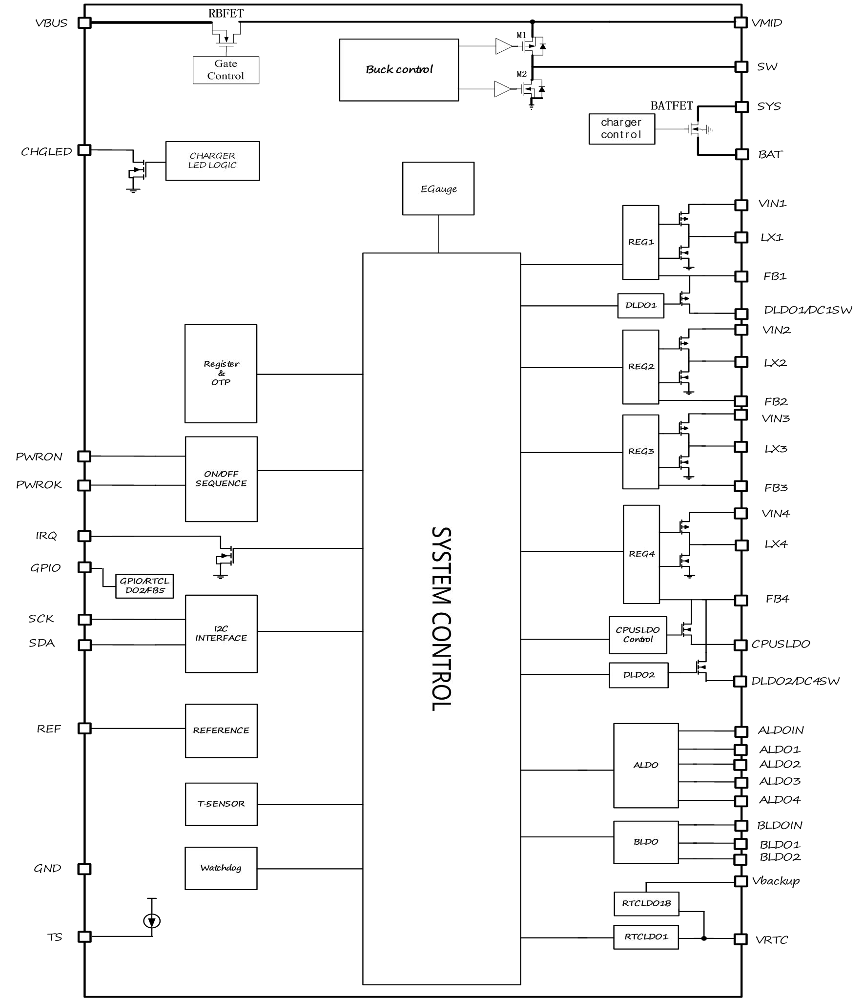 RBFET
VBUS
VMID
M1
Gate
Control
Buck control
SW
M2
BATFET
SYS
charger
control
CHGLED
CHARGER
LED LOGIC
BAT
EGauge
VIN1
REG1
LX1
FB1
DLDO1
DLDO1/DC1SW
VIN2
Register
&
OTP
REG2
LX2
FB2
VIN3
PWRON
REG3
LX3
ON/OFF
SEQUENCE
PWROK
FB3
VIN4
IRQ
REG4
LX4
GPIO
GPIO/RTCL
DO2/FB5
SYSTEM CONTROL
FB4
SCK
I2C
INTERFACE
SDA
CPUSLDO
Control
CPUSLDO
DLDO2
DLDO2/DC4SW
REF
REFERENCE
ALDOIN
ALDO1
ALDO
ALDO2
ALDO3
ALDO4
T-SENSOR
BLDOIN
BLDO
BLDO1
BLDO2
GND
Watchdog
Vbackup
RTCLDO1B
TS
RTCLDO1
VRTC